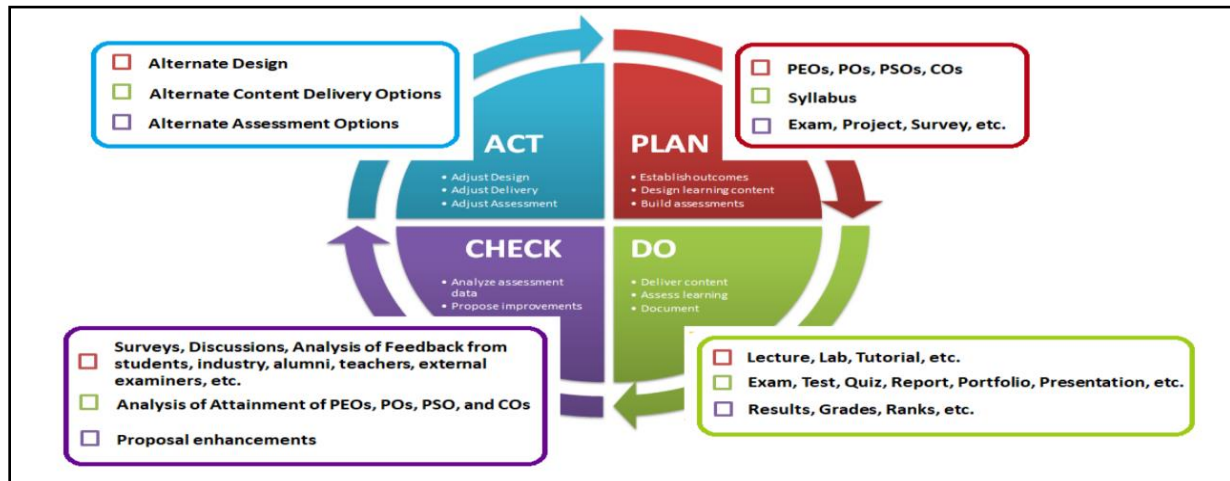 Alternate Design
Alternate Content Delivery Options
Alternate Assessment Options
ACT
• Adjust Design
• Adjust Delivery
• Adjust Assessment
PLAN
• Establish outcomes
• Design learning content
• Build assessments
PEOs, POs, PSOs, COs
Syllabus
Exam, Project, Survey, etc.
CHECK
• Analyze assessment
data
• Propose improvements
DO
• Deliver content
• Assess learning
• Document
Surveys, Discussions, Analysis of Feedback from
students, industry, alumni, teachers, external
examiners, etc.
Analysis of Attainment of PEOs, POs, PSO, and COs
Proposal enhancements
Lecture, Lab, Tutorial, etc.
Exam, Test, Quiz, Report, Portfolio, Presentation, etc.
Results, Grades, Ranks, etc.